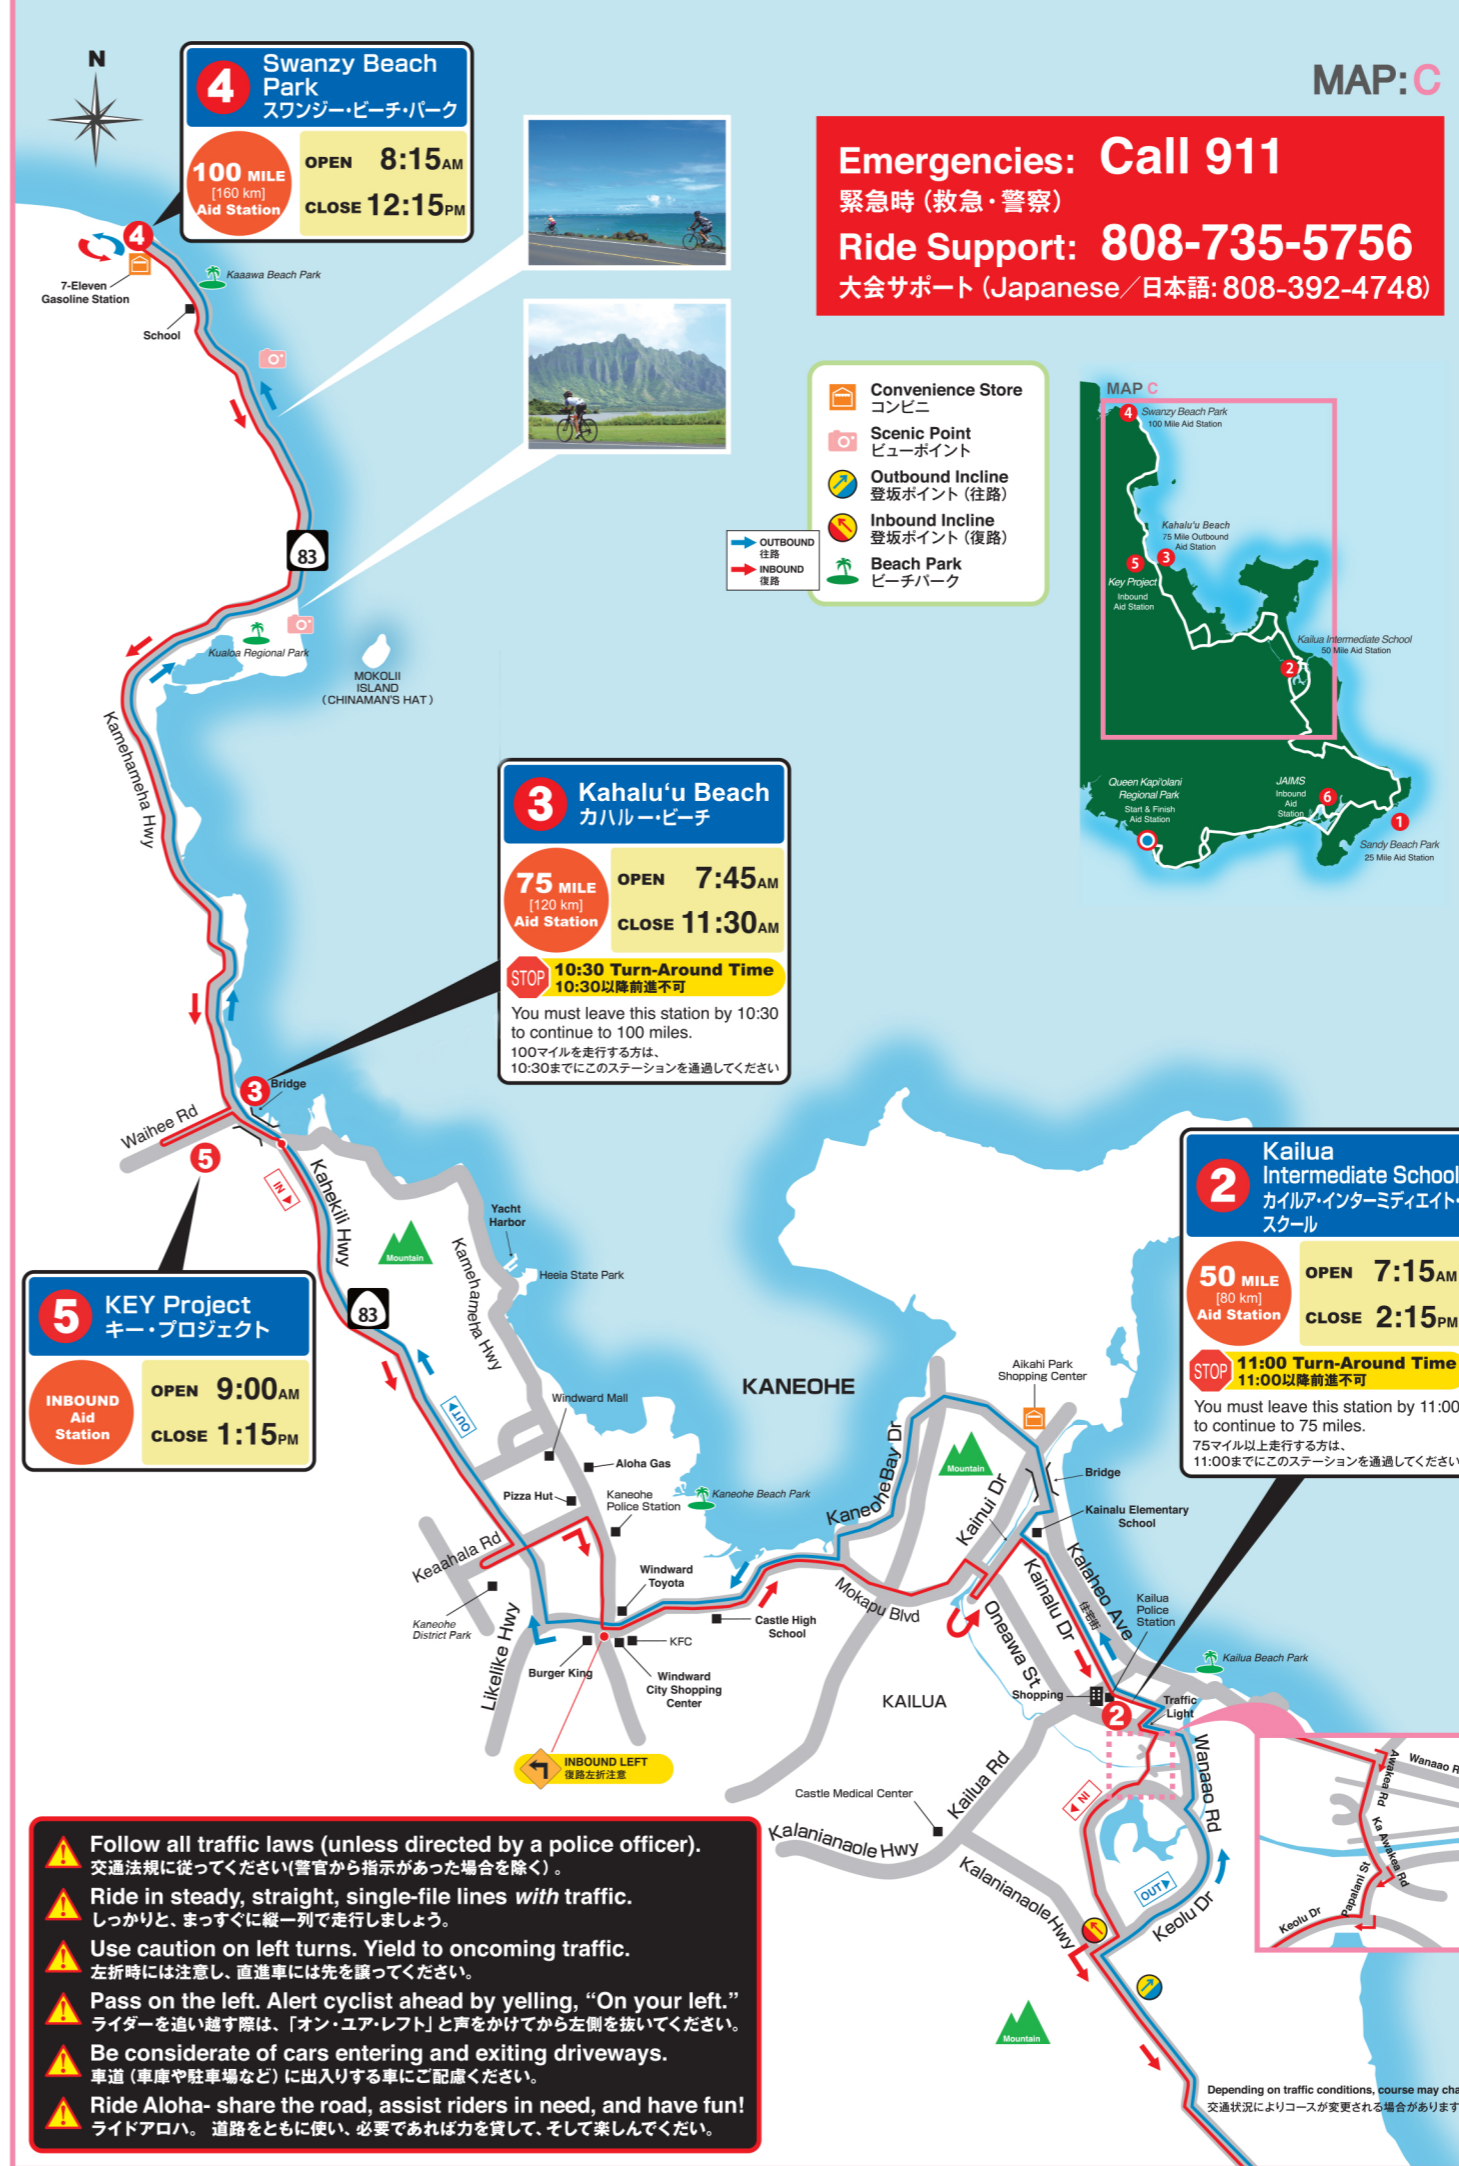 MAP: C
N
4
Swanzy Beach
Park
スワンジー・ビーチ・パーク
100 MILE
[160 km]
Aid Station
OPEN 8:15AM
CLOSE 12:15PM
Emergencies: Call 911
緊急時（救急・警察）
Ride Support: 808-735-5756
大会サポート（Japanese／日本語: 808-392-4748）
4
7-Eleven
Gasoline Station
Kaaawa Beach Park
School
Convenience Store
コンビニ
Scenic Point
ビューポイント
Outbound Incline
登坂ポイント（往路）
Inbound Incline
登坂ポイント（復路）
Beach Park
ビーチパーク
OUTBOUND
往路
INBOUND
復路
MAP C
4
Swanzy Beach Park
100 Mile Aid Station
Kahalu'u Beach
75 Mile Outbound
Aid Station
5
3
Key Project
Inbound
Aid Station
Kailua Intermediate School
50 Mile Aid Station
2
Queen Kapi'olani
Regional Park
Start & Finish
Aid Station
JAIMS
Inbound
Aid
Station
6
1
Sandy Beach Park
25 Mile Aid Station
83
Kualoa Regional Park
MOKOLII
ISLAND
(CHINAMAN'S HAT)
Kamehameha Hwy
3
Kahalu‘u Beach
カハルー・ビーチ
75 MILE
[120 km]
Aid Station
OPEN 7:45AM
CLOSE 11:30AM
STOP
10:30 Turn-Around Time
10:30以降前進不可
You must leave this station by 10:30
to continue to 100 miles.
100マイルを走行する方は、
10:30までにこのステーションを通過してください
3
Bridge
Waihee Rd
5
IN
Kahekili Hwy
Mountain
Yacht
Harbor
Heeia State Park
Kamehameha Hwy
83
5
KEY Project
キー・プロジェクト
INBOUND
Aid
Station
OPEN 9:00AM
CLOSE 1:15PM
2
Kailua
Intermediate School
カイルア・インターミディエイト・
スクール
50 MILE
[80 km]
Aid Station
OPEN 7:15AM
CLOSE 2:15PM
STOP
11:00 Turn-Around Time
11:00以降前進不可
You must leave this station by 11:00
to continue to 75 miles.
75マイル以上走行する方は、
11:00までにこのステーションを通過してください
OUT
Windward Mall
Aloha Gas
Pizza Hut
Kaneohe
Police Station
Kaneohe Beach Park
Keaahala Rd
Kaneohe
District Park
Likelike Hwy
Windward
Toyota
Castle High
School
KFC
Burger King
Windward
City Shopping
Center
INBOUND LEFT
復路左折注意
KANEOHE
KaneoheBay Dr
Mokapu Blvd
Mountain
Aikahi Park
Shopping Center
Bridge
Kainui Dr
Kainalu Elementary
School
Kalaheo Ave
住宅街
Kainalu Dr
Oneawa St
Kailua
Police
Station
Kailua Beach Park
KAILUA
Shopping
2
Traffic
Light
Wanaao Rd
Castle Medical Center
Kailua Rd
Kalanianaole Hwy
Kalanianaole Hwy
IN
OUT
Keolu Dr
Mountain
Awakea Rd
Wanaao R
Ka Awakea Rd
Papalani St
Keolu Dr
Depending on traffic conditions, course may cha
交通状況によりコースが変更される場合があります
Follow all traffic laws (unless directed by a police officer).
交通法規に従ってください(警官から指示があった場合を除く）。
Ride in steady, straight, single-file lines with traffic.
しっかりと、まっすぐに縦一列で走行しましょう。
Use caution on left turns. Yield to oncoming traffic.
左折時には注意し、直進車には先を譲ってください。
Pass on the left. Alert cyclist ahead by yelling, “On your left.”
ライダーを追い越す際は、「オン・ユア・レフト」と声をかけてから左側を抜いてください。
Be considerate of cars entering and exiting driveways.
車道（車庫や駐車場など）に出入りする車にご配慮ください。
Ride Aloha- share the road, assist riders in need, and have fun!
ライドアロハ。 道路をともに使い、必要であれば力を貸して、そして楽しんでくだい。